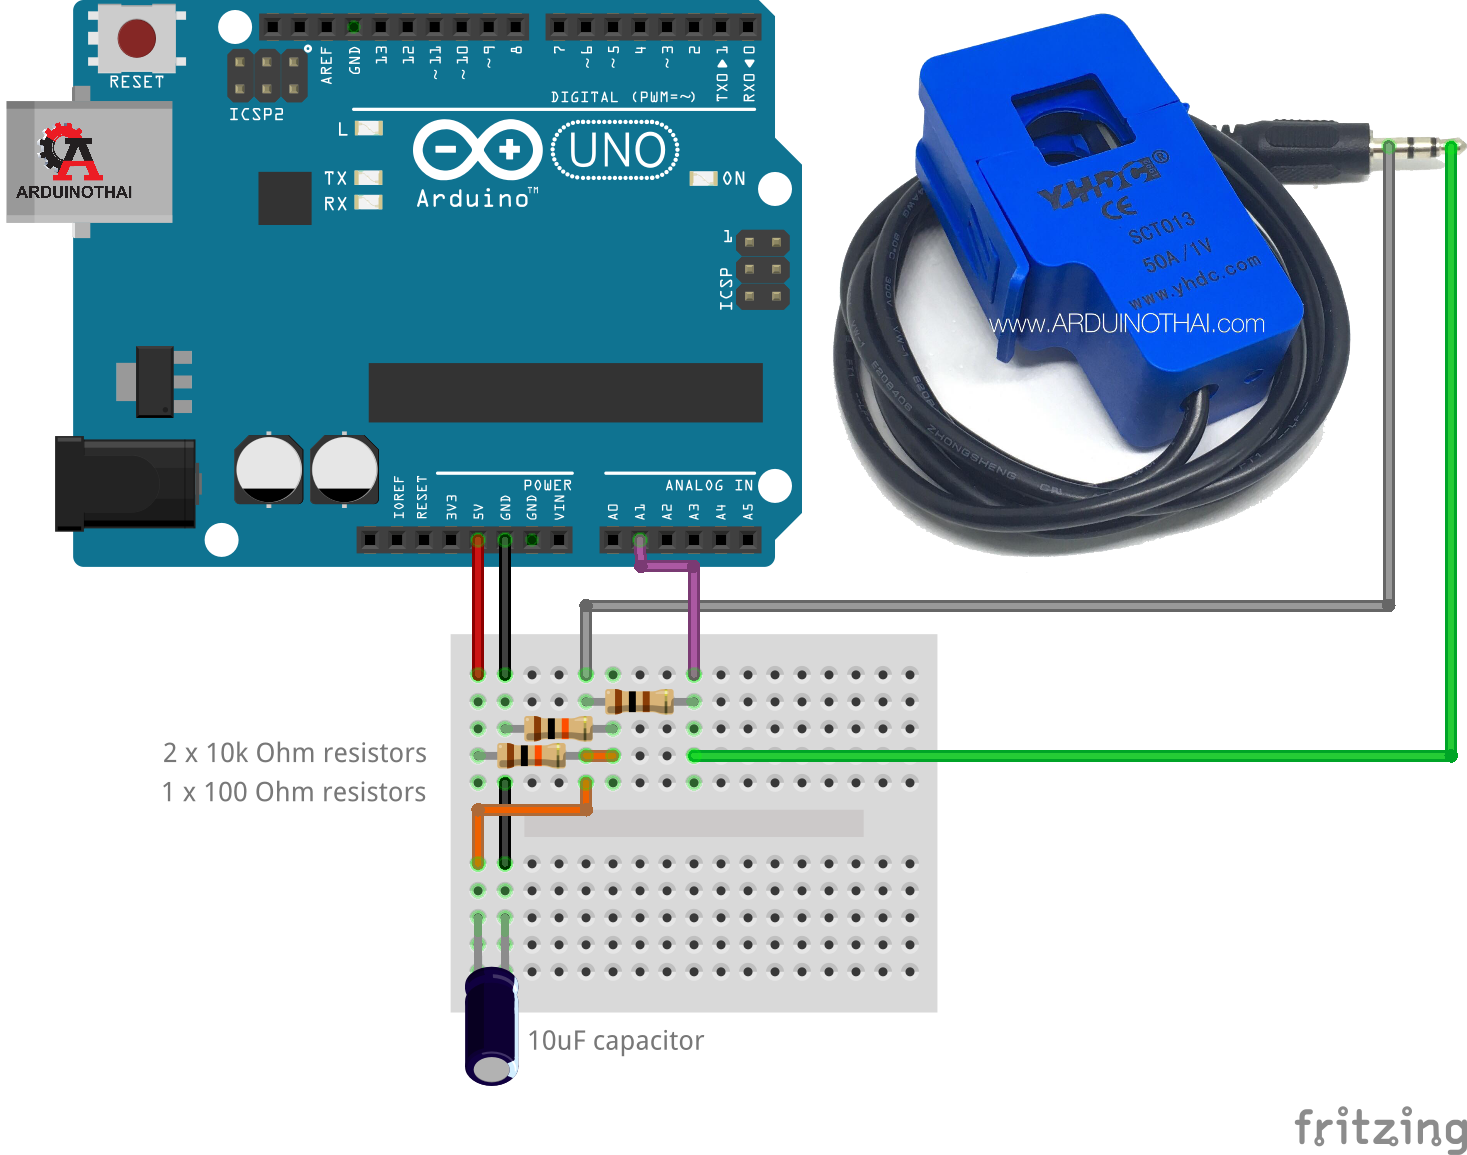 RESET
ICSP2
AREF
GND
13
12
~11
~10
~9
8
7
~6
~5
4
~3
2
TX0▶1
RX0◀0
DIGITAL (PWM=~)
L
TX
RX
UNO
Arduino™
ON
1
ICSP
ARDUINOTHAI
IOREF
RESET
3V3
5V
GND
GND
VIN
POWER
ANALOG IN
A0
A1
A2
A3
A4
A5
YHDC®
CE
SCT013
50A/1V
www.yhdc.com
www.ARDUINOTHAI.com
ZHONGSHENG
2 x 10k Ohm resistors
1 x 100 Ohm resistors
10uF capacitor
fritzing